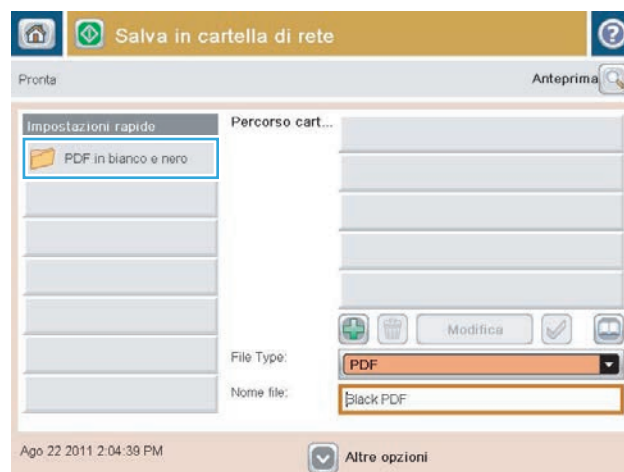 Salva in cartella di rete
Pronta
Anteprima
Impostazioni rapido
Percorso cart...
PDF in bianco e nero
Modifica
File Type:
PDF
Nome file:
Black PDF
Ago 22 2011 2:04:39 PM
Altre opzioni